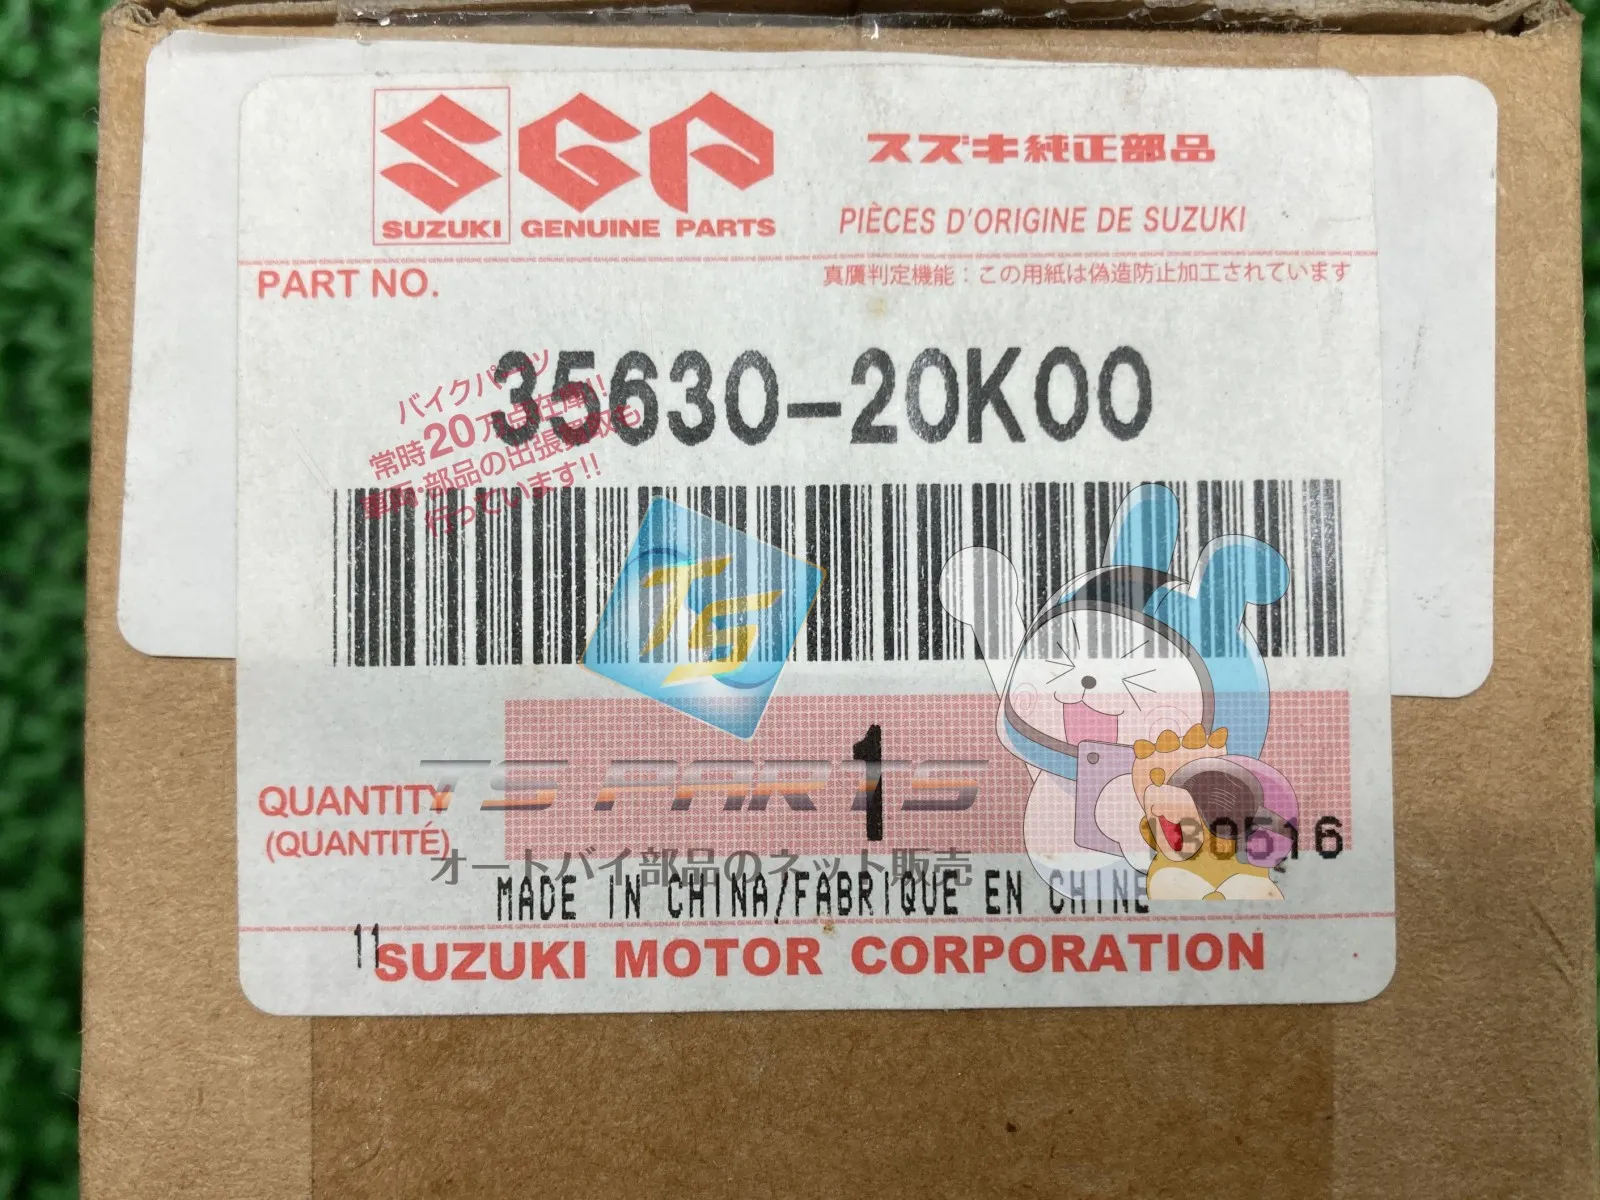 SGP
SUZUKI GENUINE PARTS
スズキ純正部品
PIÈCES D'ORIGINE DE SUZUKI
PART NO.
真贋判定機能：この用紙は偽造防止加工されています
35630-20K00
バイクパーツ
常時20万点在庫!!
車両・部品の出張買取も
行っています!!
TS
TS PARTS
オートバイ部品のネット販売
QUANTITY
(QUANTITÉ)
1
130516
MADE IN CHINA/FABRIQUE EN CHINE
11
SUZUKI MOTOR CORPORATION